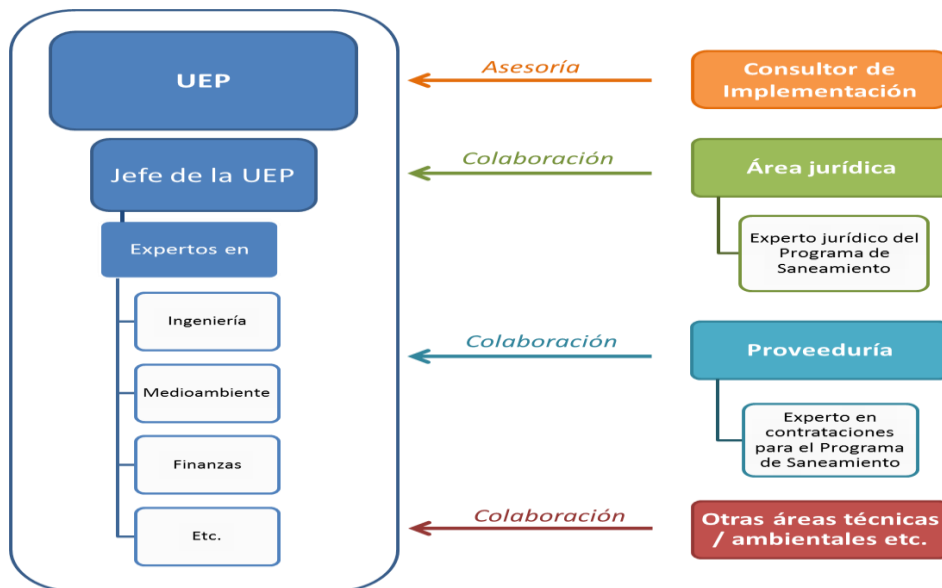 UEP
Jefe de la UEP
Expertos en
Ingeniería
Medioambiente
Finanzas
Etc.
Asesoría
Consultor de
Implementación
Colaboración
Área jurídica
Experto jurídico del
Programa de
Saneamiento
Colaboración
Proveeduría
Experto en
contrataciones
para el Programa
de Saneamiento
Colaboración
Otras áreas técnicas
/ ambientales etc.